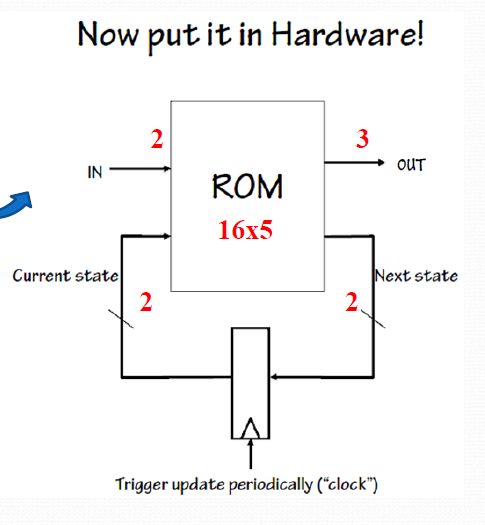 Now put it in Hardware!
2
3
IN
OUT
ROM
16x5
Current state
Next state
2
2
Trigger update periodically ("clock")